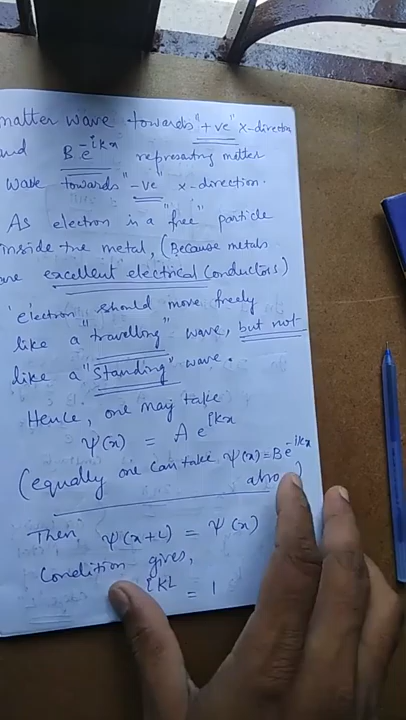 matter wave towards "+ve" x-direction
and Be^{-ikx} representing matter
wave towards "-ve" x-direction.
As electron is a "free" particle
inside the metal, (Because metals
are excellent electrical conductors)
electron should move freely
like a "travelling" wave, but not
like a "standing" wave.
Hence, one may take
ψ(x) = A e^{ikx}
(equally one can take ψ(x)=Be^{-ikx}
also)
Then ψ(x+L) = ψ(x)
Condition gives,
ikL = 1